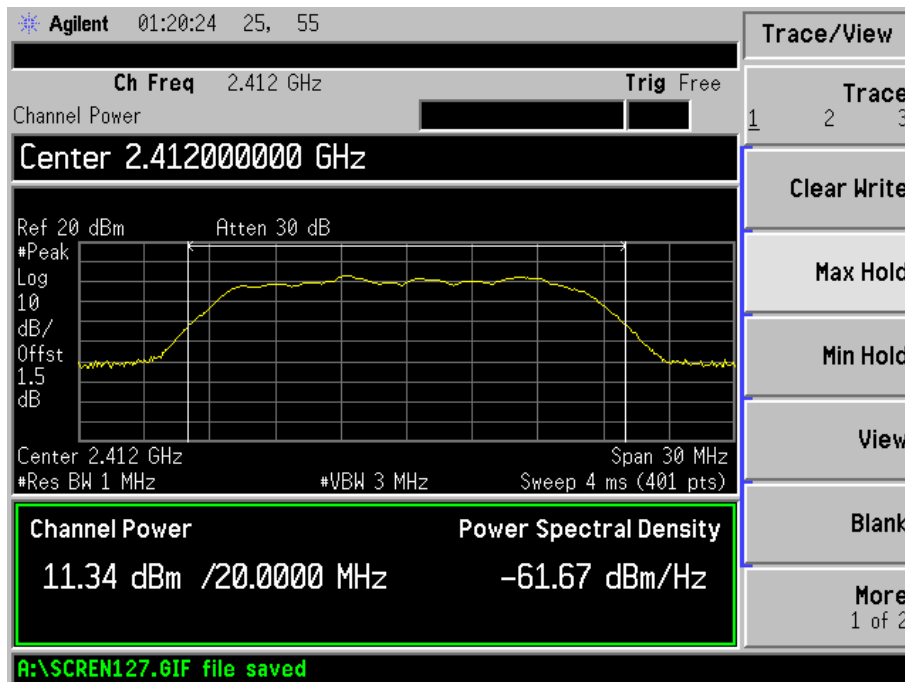 Agilent 01:20:24 25, 55
Trace/View
Ch Freq 2.412 GHz Trig Free
Channel Power
Trace
1 2 3
Center 2.412000000 GHz
Clear Write
Ref 20 dBm Atten 30 dB
#Peak
Log
10
dB/
Offst
1.5
dB
Max Hold
Min Hold
Center 2.412 GHz Span 30 MHz
#Res BW 1 MHz #VBW 3 MHz Sweep 4 ms (401 pts)
View
Channel Power Power Spectral Density
11.34 dBm /20.0000 MHz -61.67 dBm/Hz
Blank
More
1 of 2
A:\SCREN127.GIF file saved